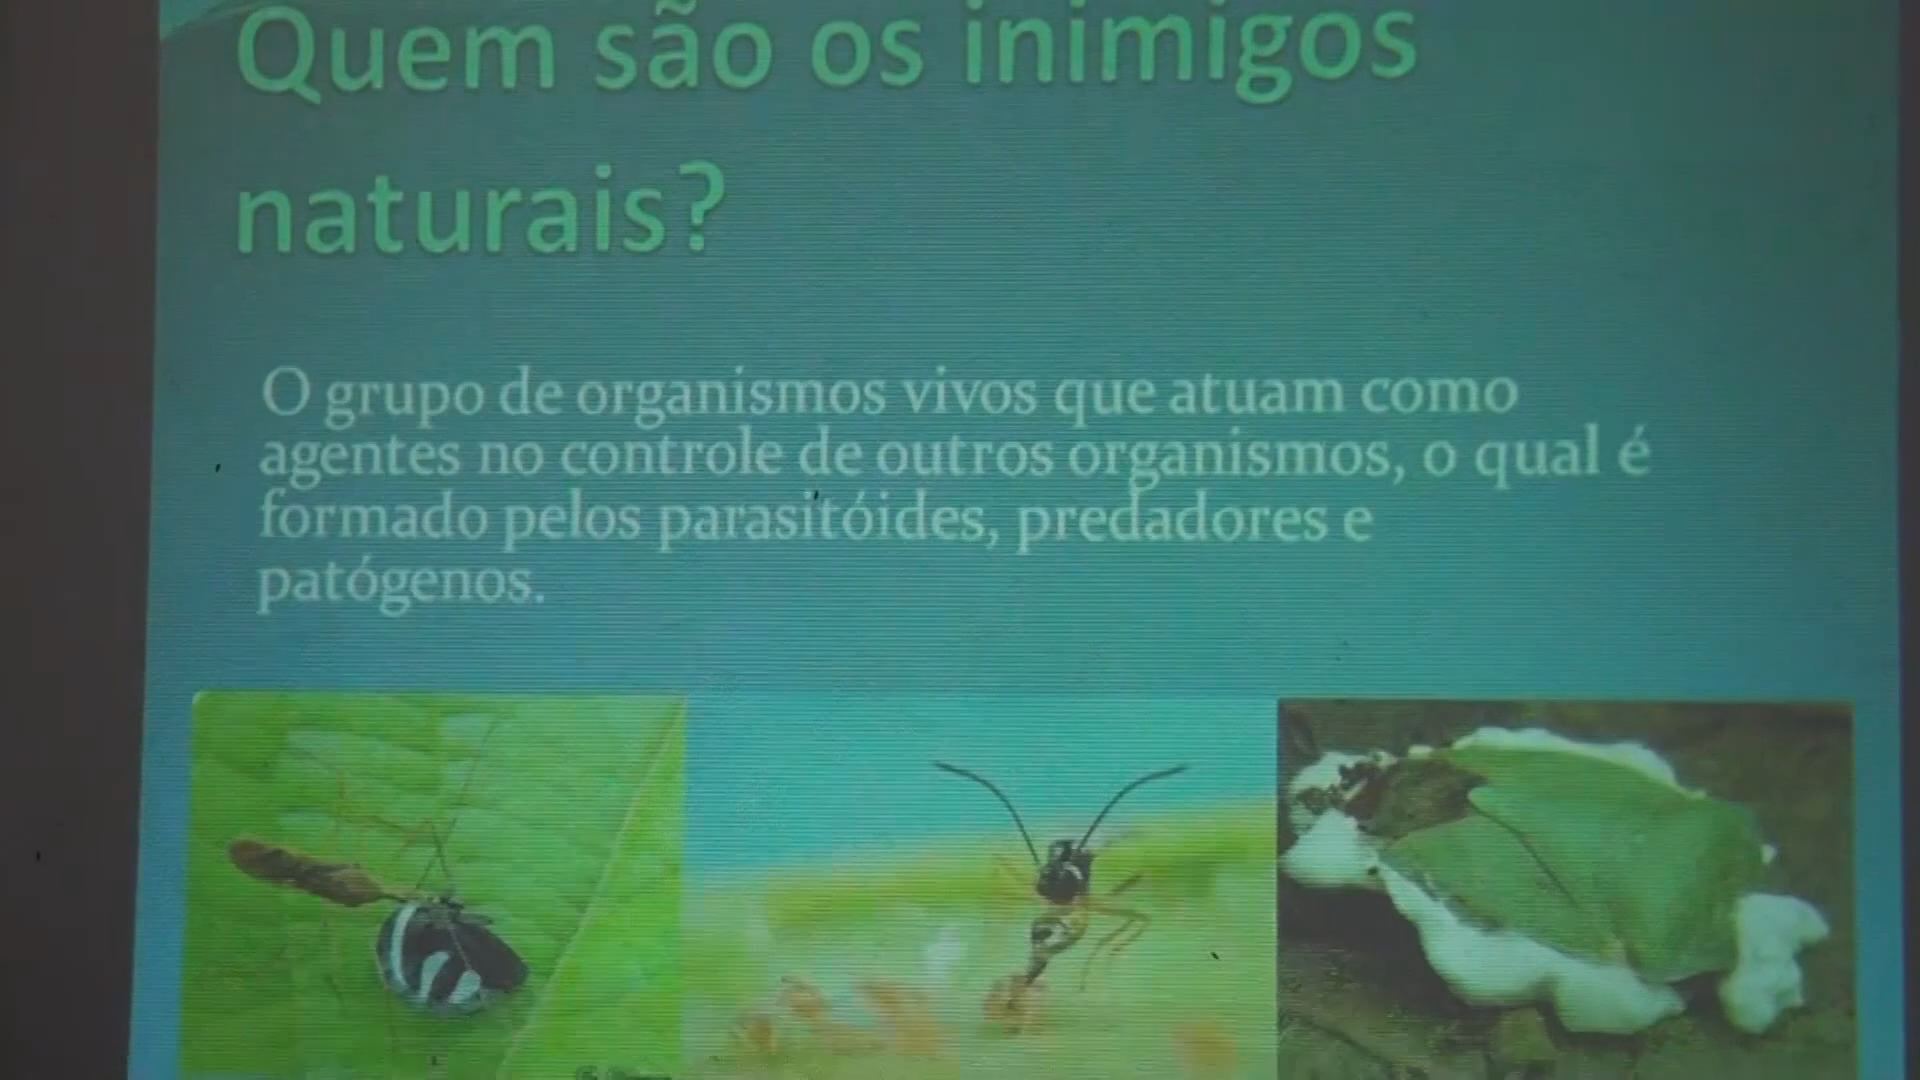 Quem são os inimigos
naturais?
O grupo de organismos vivos que atuam como
agentes no controle de outros organismos, o qual é
formado pelos parasitóides, predadores e
patógenos.